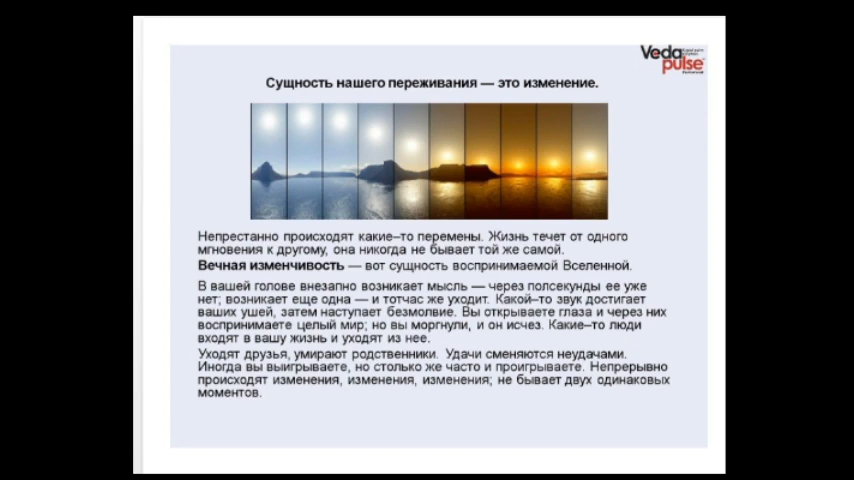 Veda
pulse
Сущность нашего переживания — это изменение.
Непрестанно происходят какие–то перемены. Жизнь течет от одного
мгновения к другому, она никогда не бывает той же самой.
Вечная изменчивость — вот сущность воспринимаемой Вселенной.
В вашей голове внезапно возникает мысль — через полсекунды ее уже
нет; возникает еще одна — и тотчас же уходит. Какой–то звук достигает
ваших ушей, затем наступает безмолвие. Вы открываете глаза и через них
воспринимаете целый мир; но вы моргнули, и он исчез. Какие–то люди
входят в вашу жизнь и уходят из нее.
Уходят друзья, умирают родственники. Удачи сменяются неудачами.
Иногда вы выигрываете, но столько же часто и проигрываете. Непрерывно
происходят изменения, изменения, изменения; не бывает двух одинаковых
моментов.